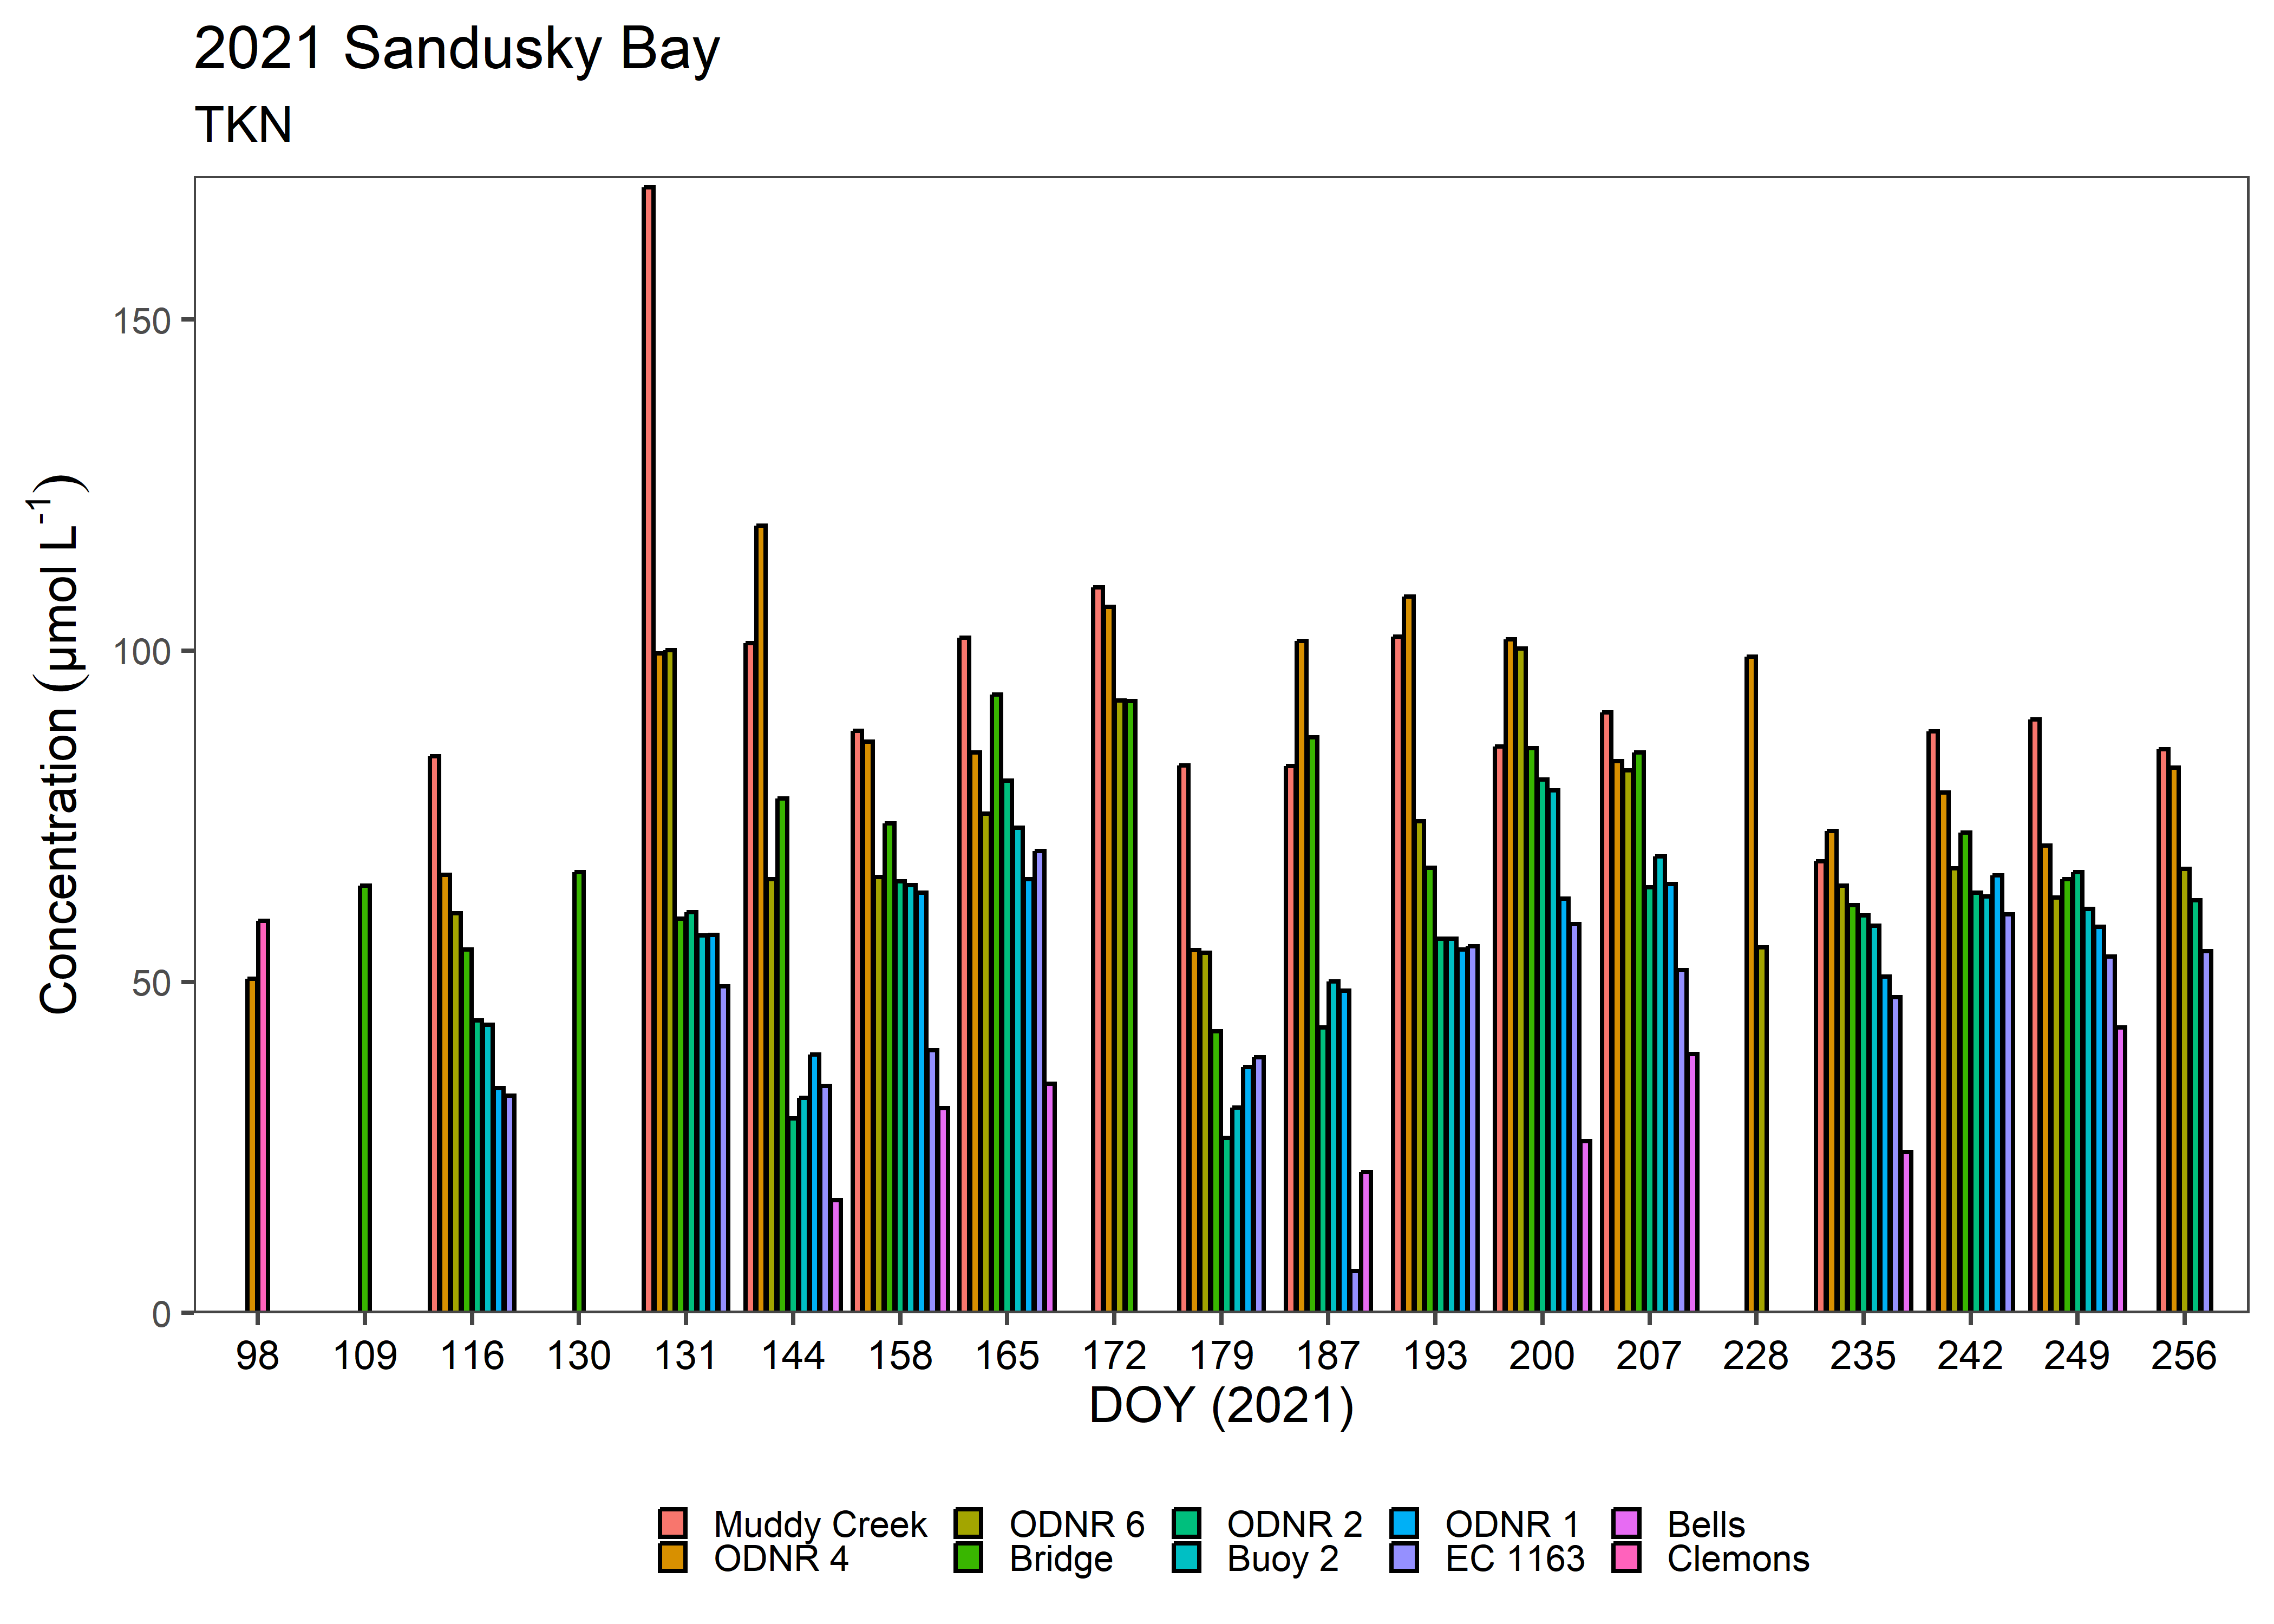 2021 Sandusky Bay
TKN
Concentration (µmol L⁻¹)
150
100
50
0
98 109 116 130 131 144 158 165 172 179 187 193 200 207 228 235 242 249 256
DOY (2021)
Muddy Creek ODNR 6 ODNR 2 ODNR 1 Bells
ODNR 4 Bridge Buoy 2 EC 1163 Clemons